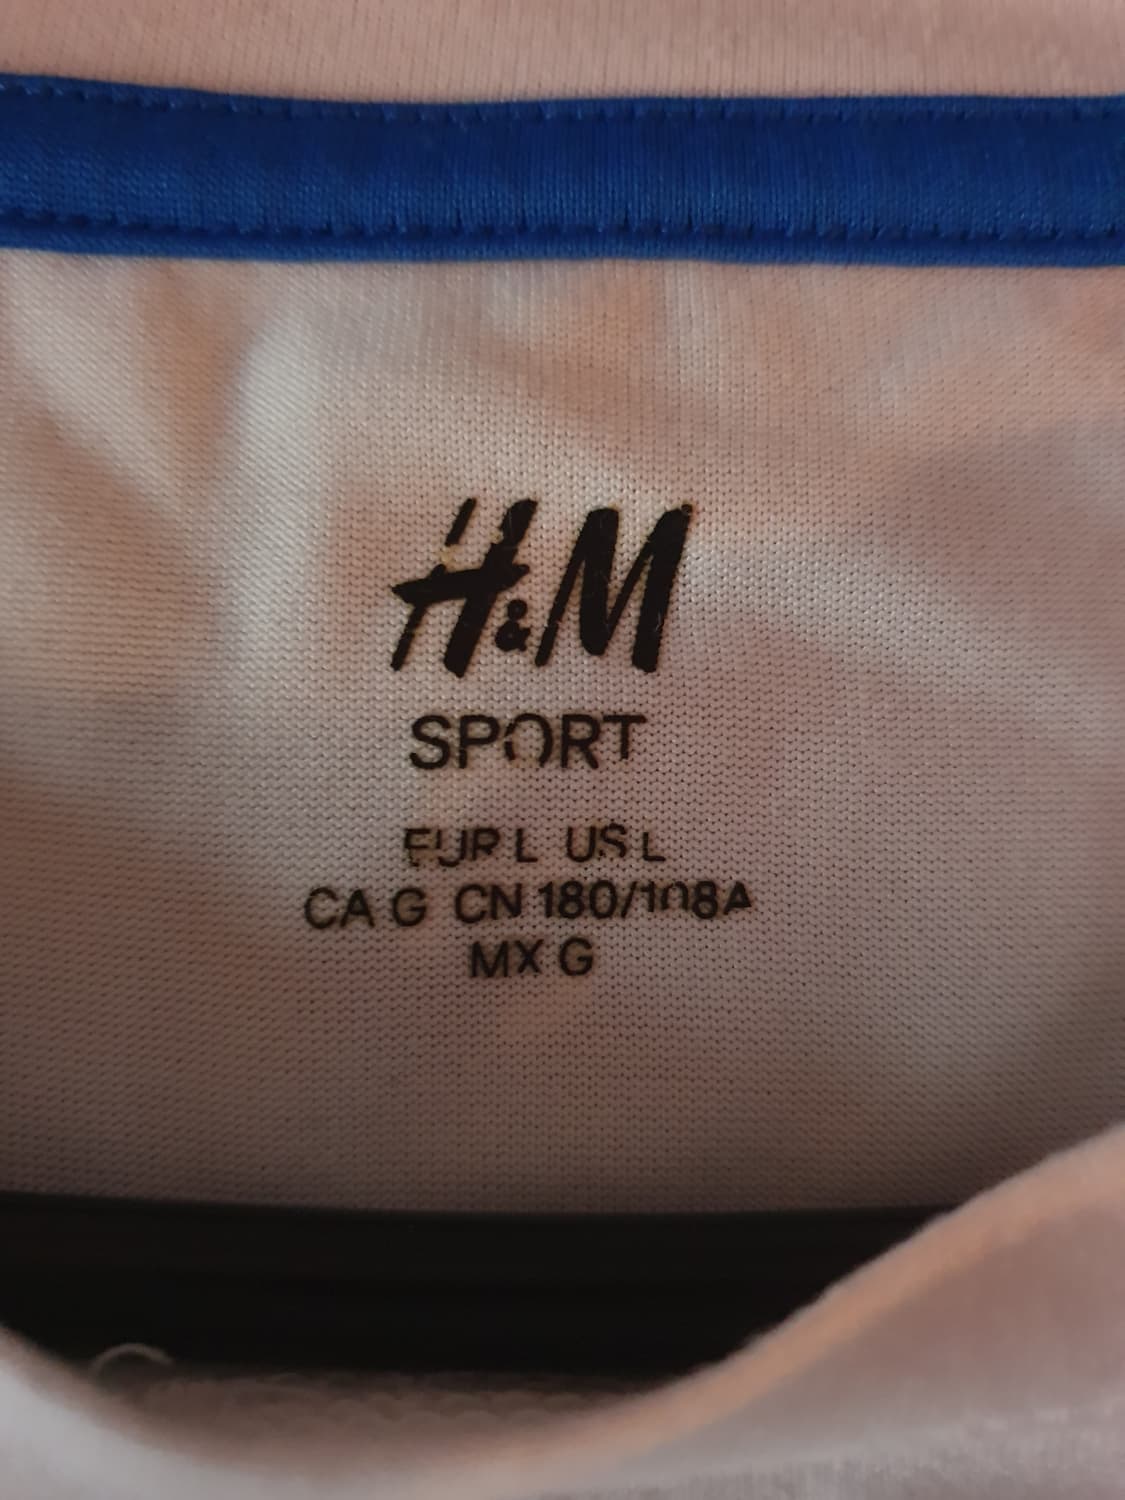 H&M
SPORT
EUR L US L
CA G CN 180/108A
MX G